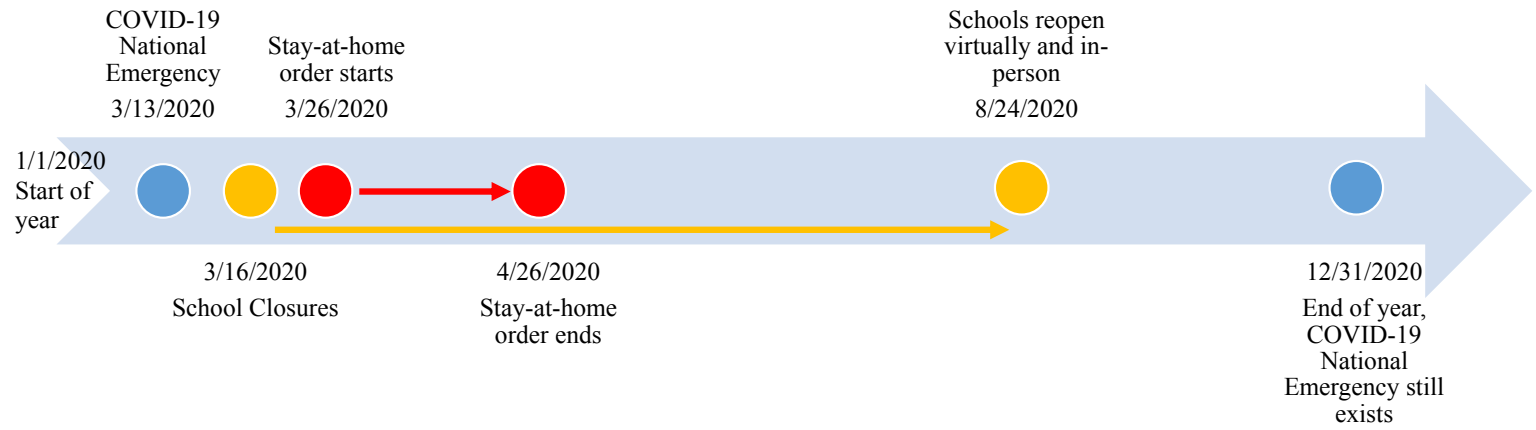 COVID-19
National
Emergency
3/13/2020
Stay-at-home
order starts
3/26/2020
Schools reopen
virtually and in-
person
8/24/2020
1/1/2020
Start of
year
3/16/2020
School Closures
4/26/2020
Stay-at-home
order ends
12/31/2020
End of year,
COVID-19
National
Emergency still
exists